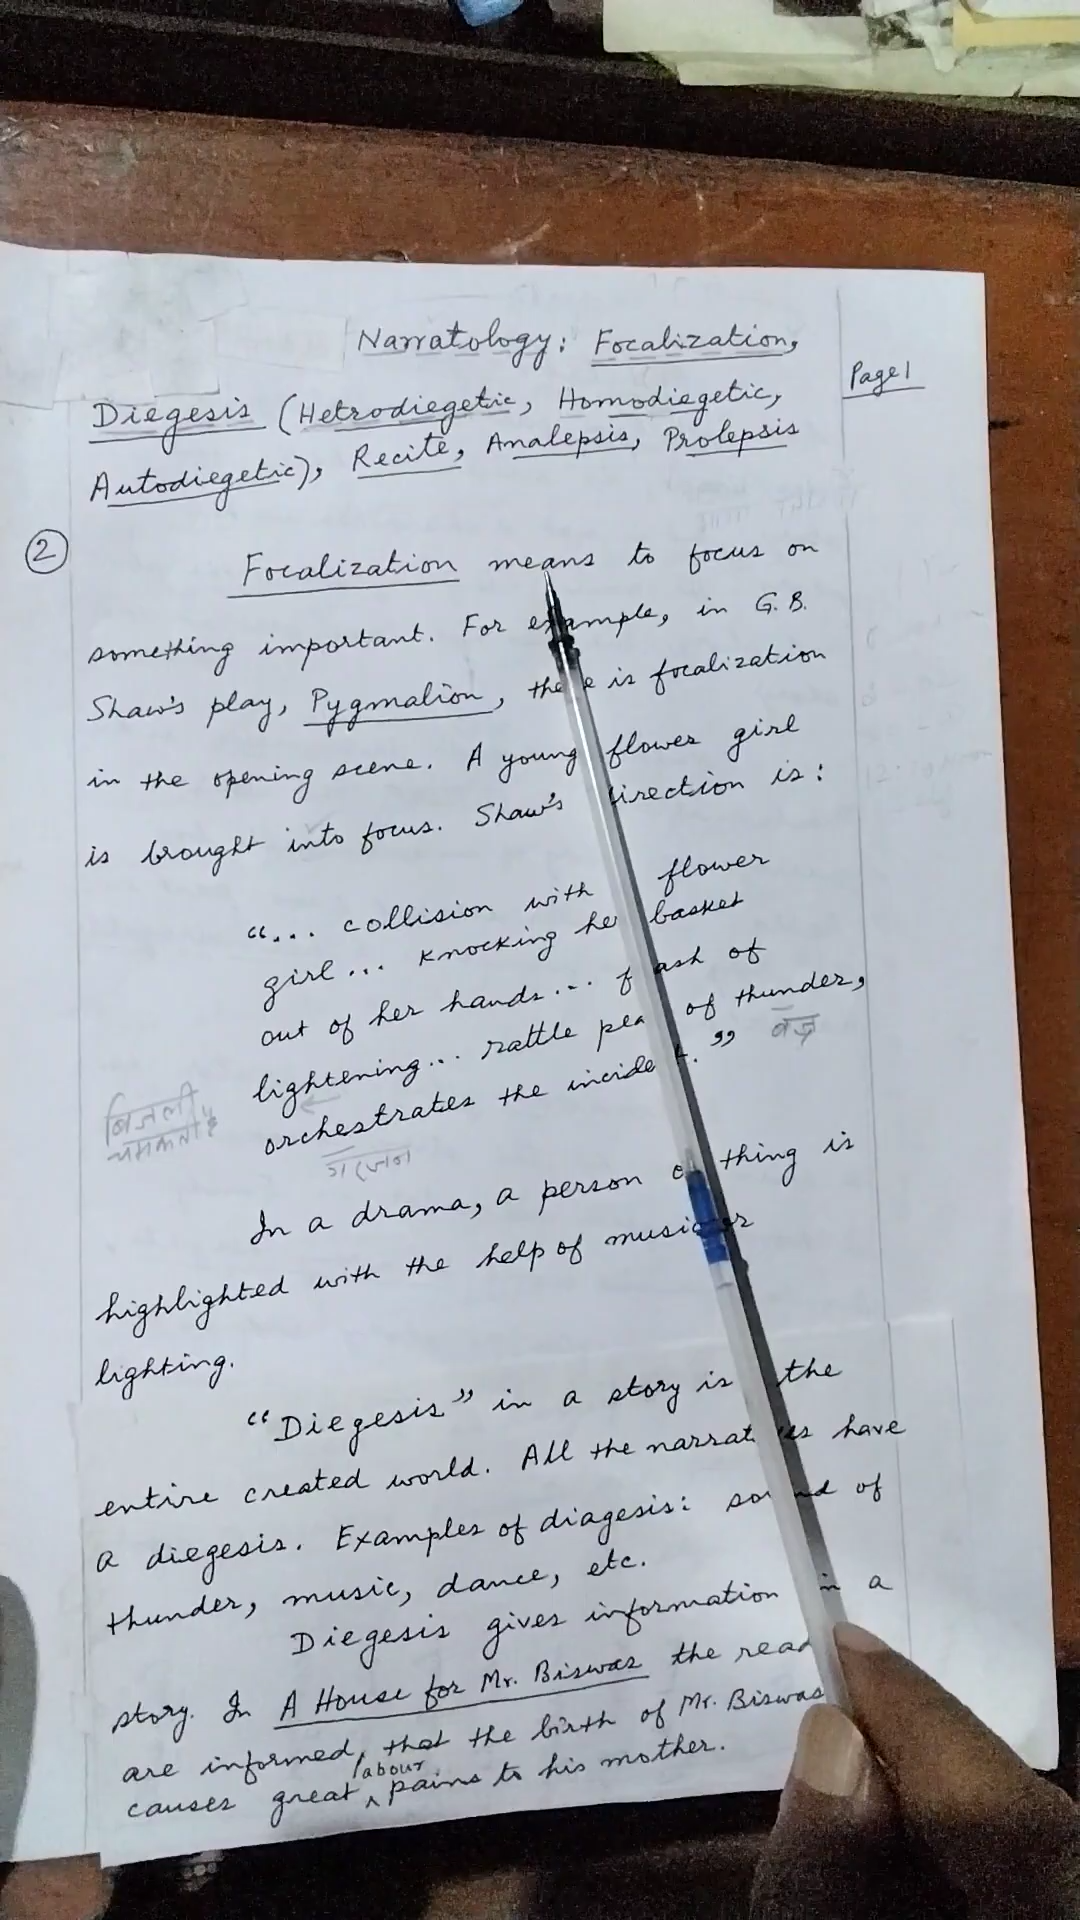 Narratology: Focalization,
Page 1
Diegesis (Hetrodiegetic, Homodiegetic,
Autodiegetic), Recite, Analepsis, Prolepsis
2
Focalization means to focus on
something important. For example, in G. B.
Shaw's play, Pygmalion, there is focalization
in the opening scene. A young flower girl
is brought into focus. Shaw's direction is:
"... collision with flower
girl ... knocking her basket
out of her hands ... flash of
lightening ... rattle peal of thunder,
वज्र
orchestrates the incident."
बिजली
चमकना
गर्जन
In a drama, a person or thing is
highlighted with the help of music or
lighting.
"Diegesis" in a story is the
entire created world. All the narratives have
a diegesis. Examples of diagesis: sound of
thunder, music, dance, etc.
Diegesis gives information in a
story. In A House for Mr. Biswas the
are informed, that the birth of Mr. Biswas
causes great labour pains to his mother.